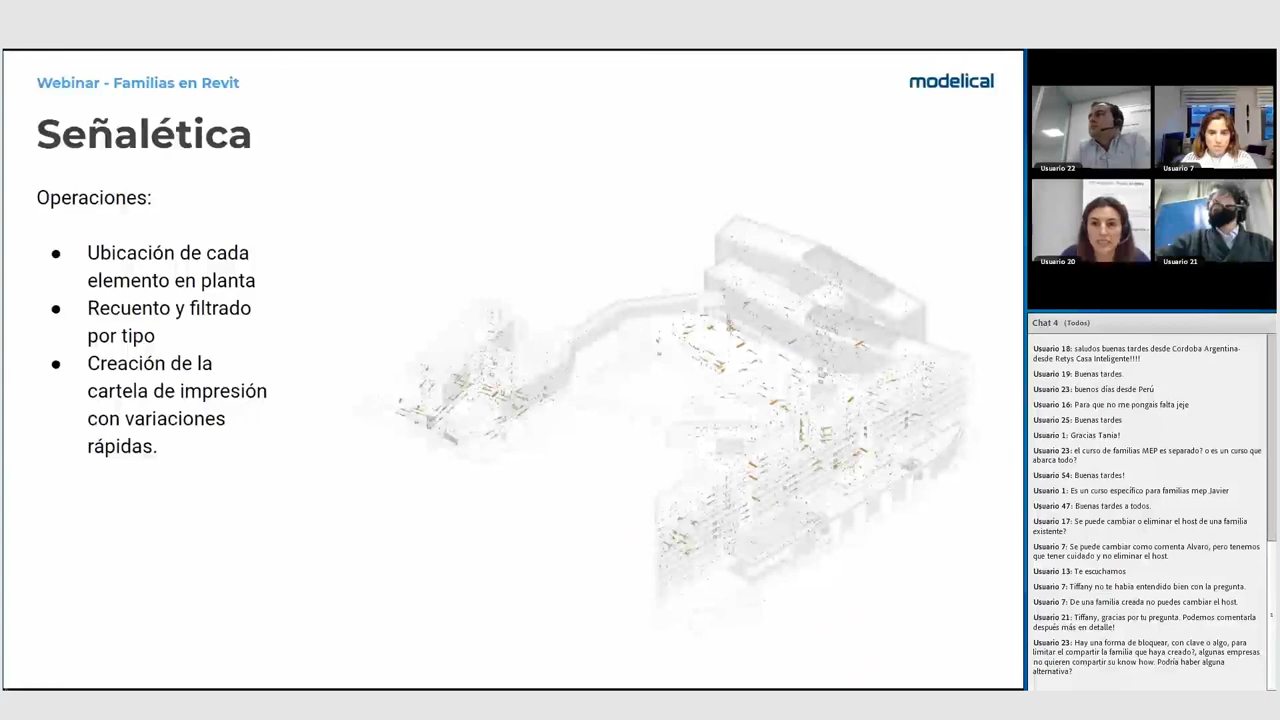 Webinar - Familias en Revit
modelical
Señalética
Operaciones:
● Ubicación de cada
elemento en planta
● Recuento y filtrado
por tipo
● Creación de la
cartela de impresión
con variaciones
rápidas.
Usuario 22
Usuario 7
Usuario 20
Usuario 21
Chat 4 (Todos)
Usuario 18: saludos buenas tardes desde Cordoba Argentina-
desde Retys Casa Inteligente!!!!
Usuario 19: Buenas tardes.
Usuario 23: buenos días desde Perú
Usuario 16: Para que no me pongais falta jeje
Usuario 25: Buenas tardes
Usuario 1: Gracias Tania!
Usuario 23: el curso de familias MEP es separado? o es un curso que
abarca todo?
Usuario 54: Buenas tardes!
Usuario 1: Es un curso específico para familias mep Javier
Usuario 47: Buenas tardes a todos.
Usuario 17: Se puede cambiar o eliminar el host de una familia
existente?
Usuario 7: Se puede cambiar como comenta Alvaro, pero tenemos
que tener cuidado y no eliminar el host.
Usuario 13: Te escuchamos
Usuario 7: Tiffany no te habia entendido bien con la pregunta.
Usuario 7: De una familia creada no puedes cambiar el host.
Usuario 21: Tiffany, gracias por tu pregunta. Podemos comentarla
después más en detalle!
Usuario 23: Hay una forma de bloquear, con clave o algo, para
limitar el compartir la familia que haya creado?, algunas empresas
no quieren compartir su know how. Podría haber alguna
alternativa?